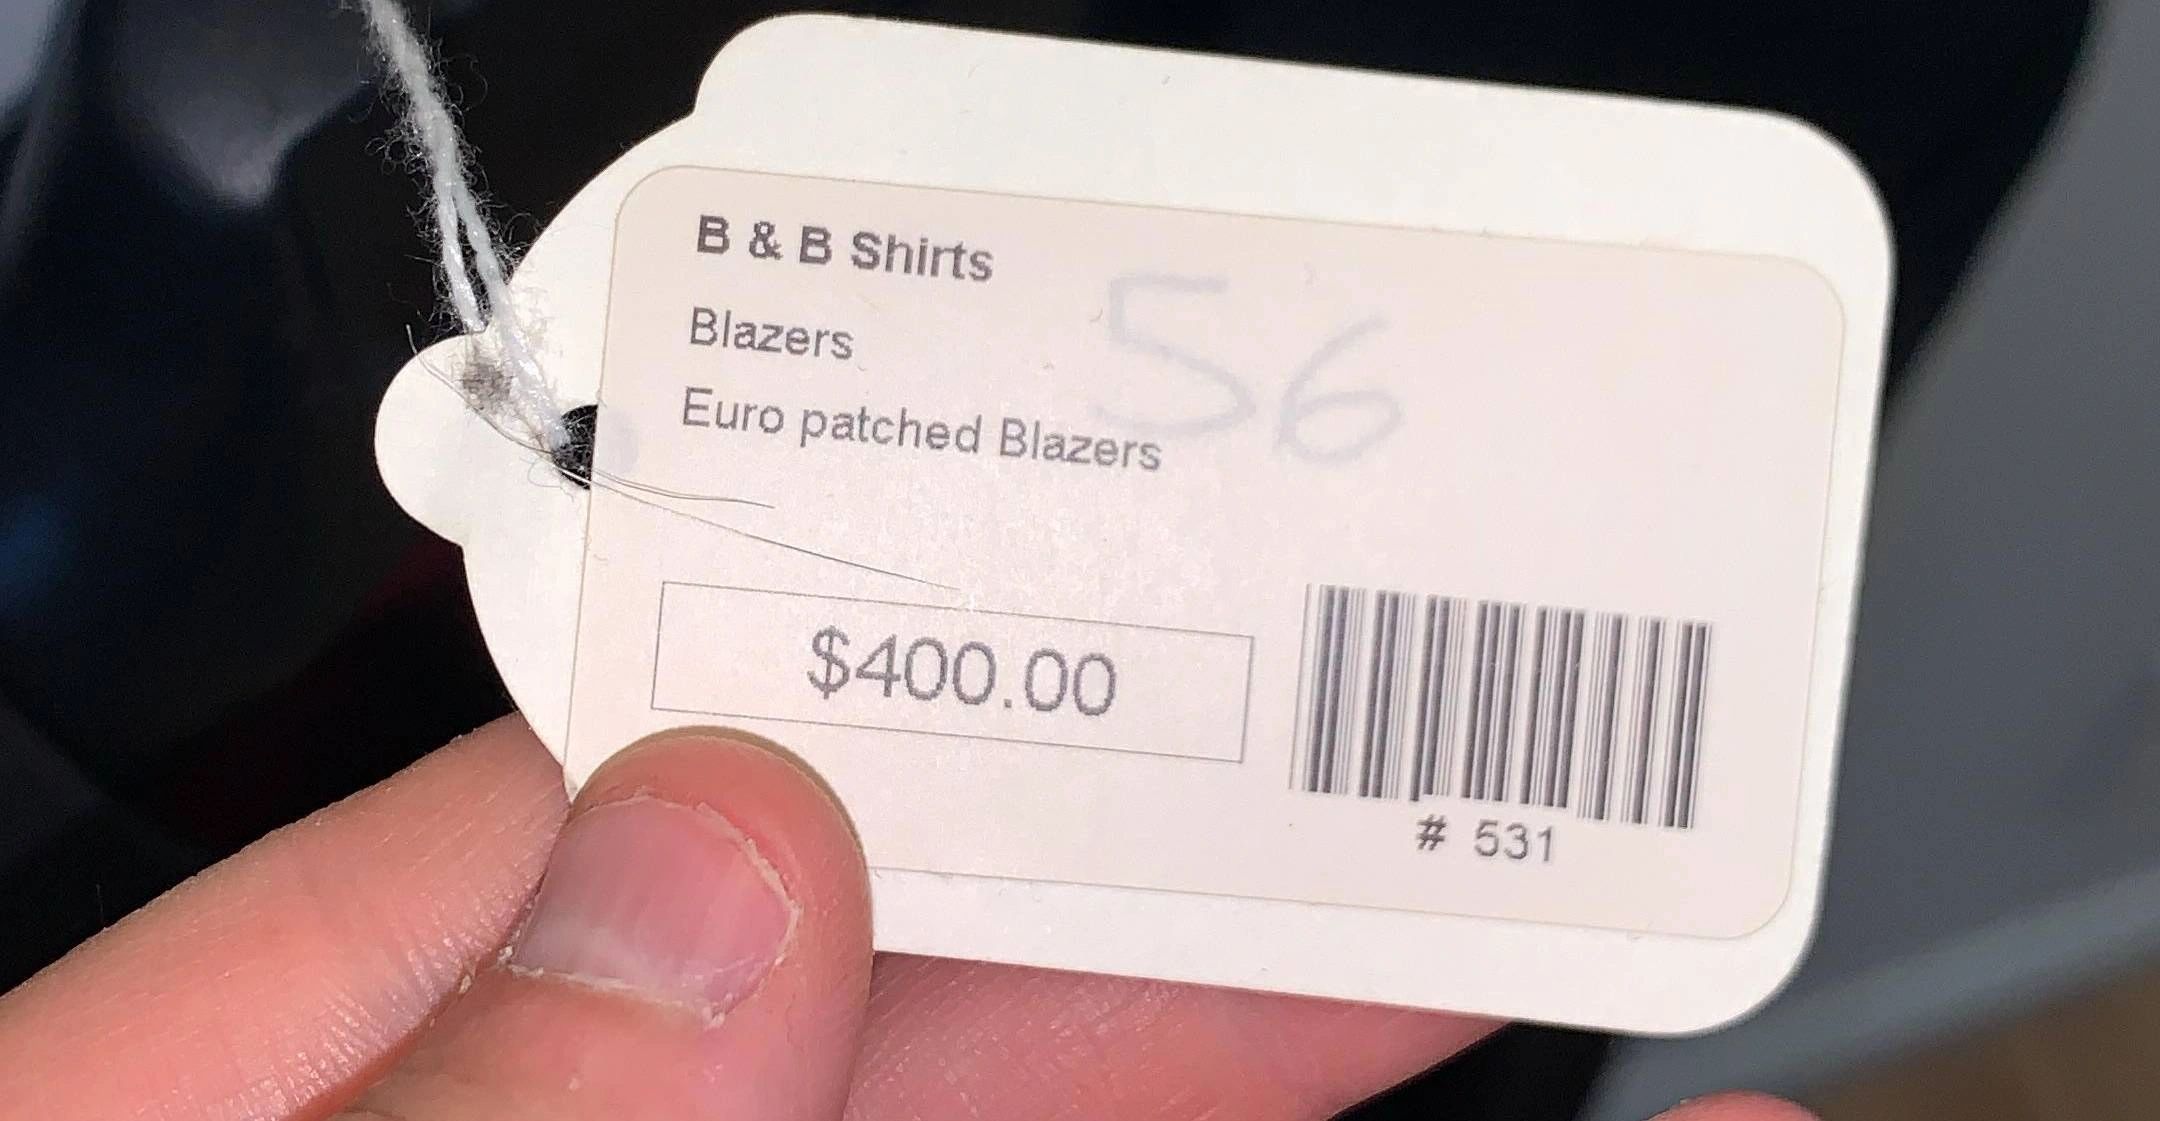 B & B Shirts
56
Blazers
Euro patched Blazers
$400.00
# 531